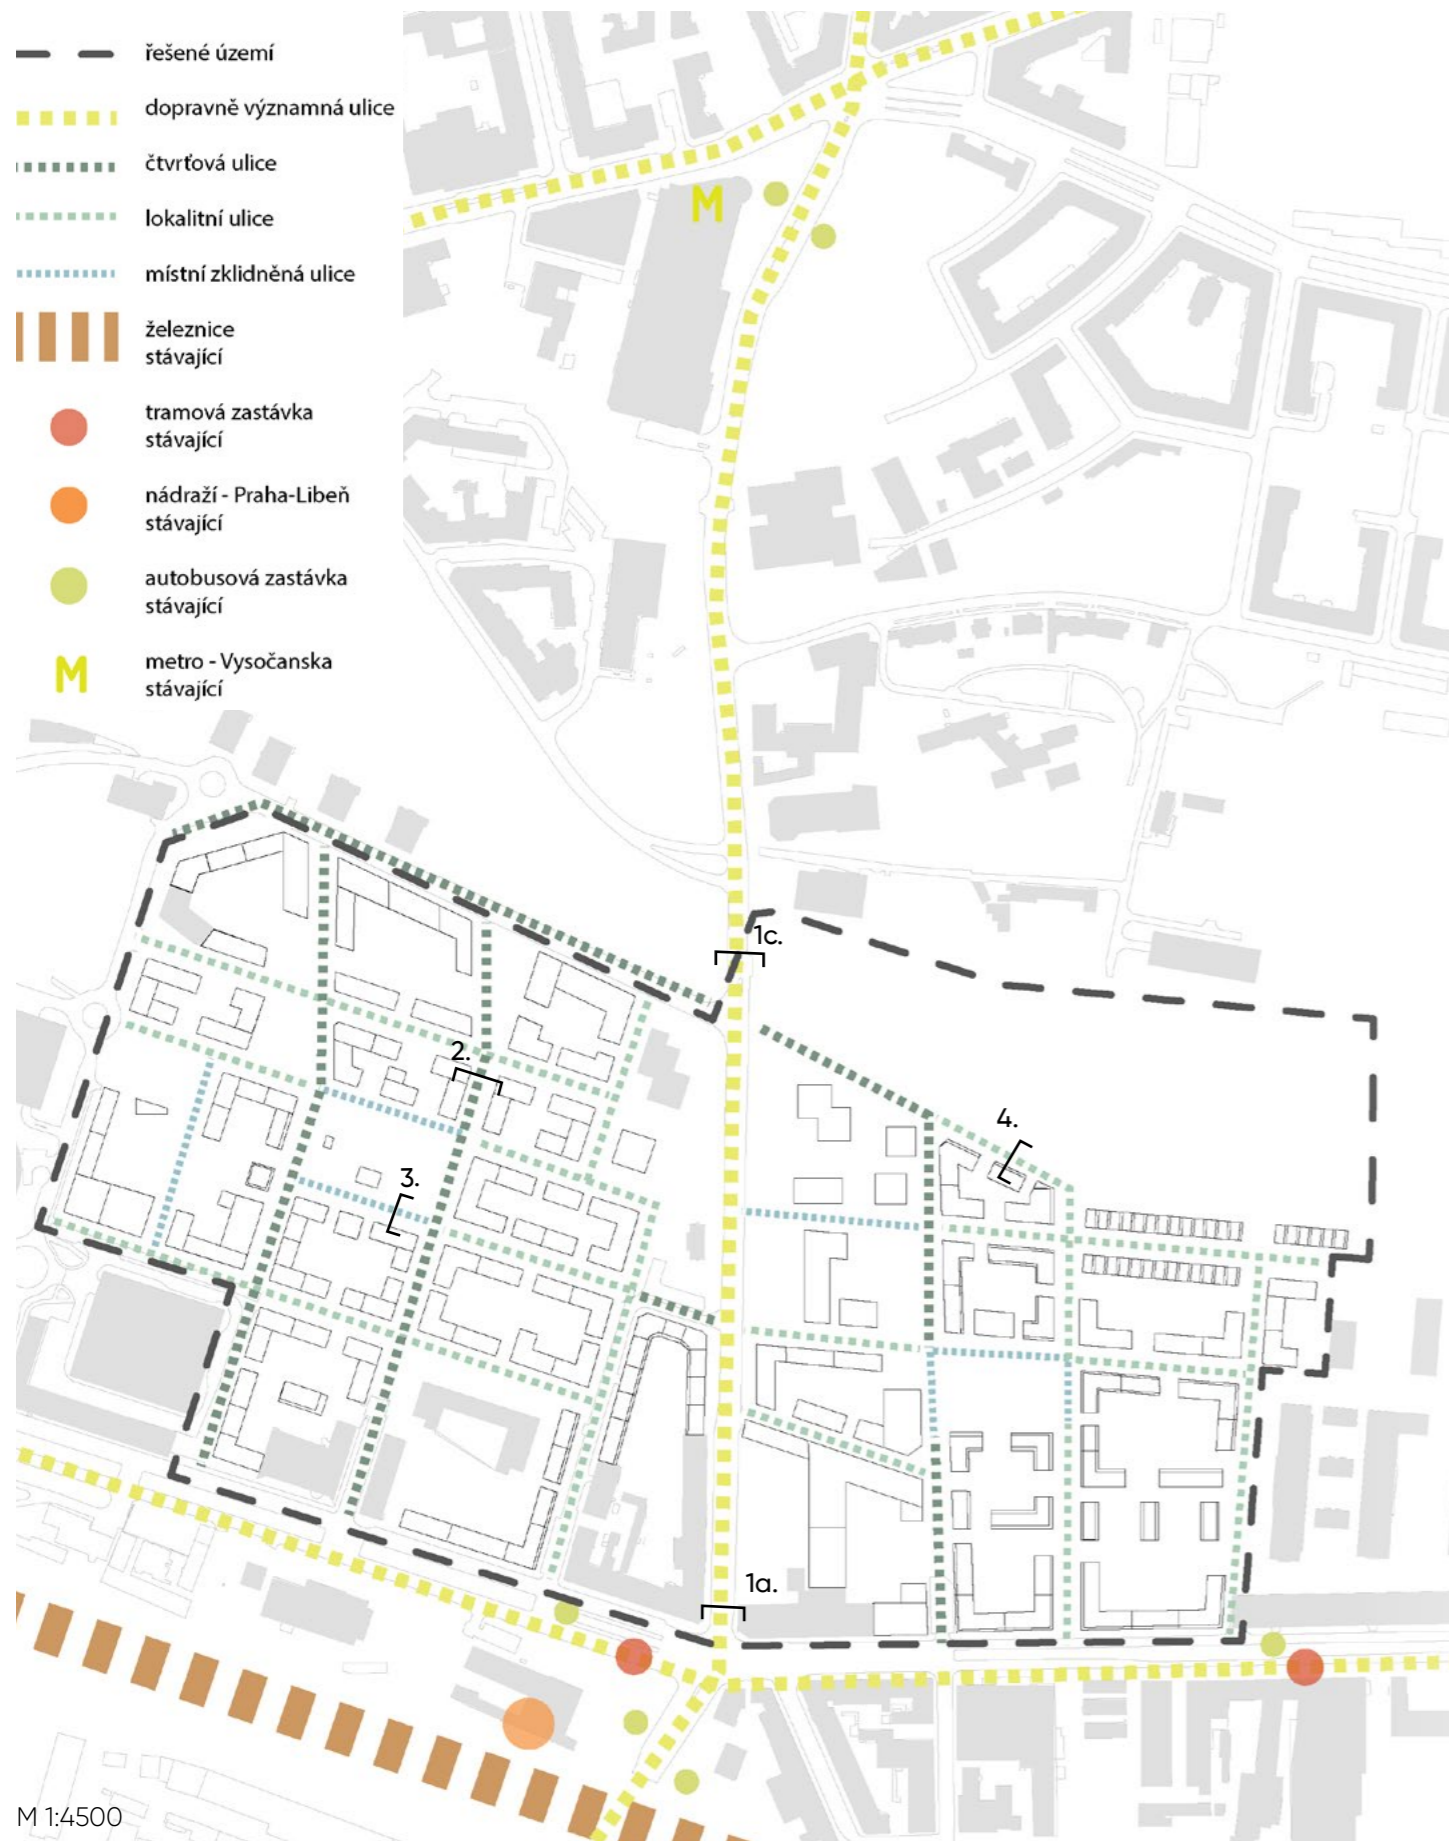 řešené území
dopravně významná ulice
čtvrťová ulice
lokalitní ulice
místní zklidněná ulice
železnice
stávající
tramová zastávka
stávající
nádraží - Praha-Libeň
stávající
autobusová zastávka
stávající
M
metro - Vysočanska
stávající
M
1c.
2.
4.
3.
1a.
M 1:4500